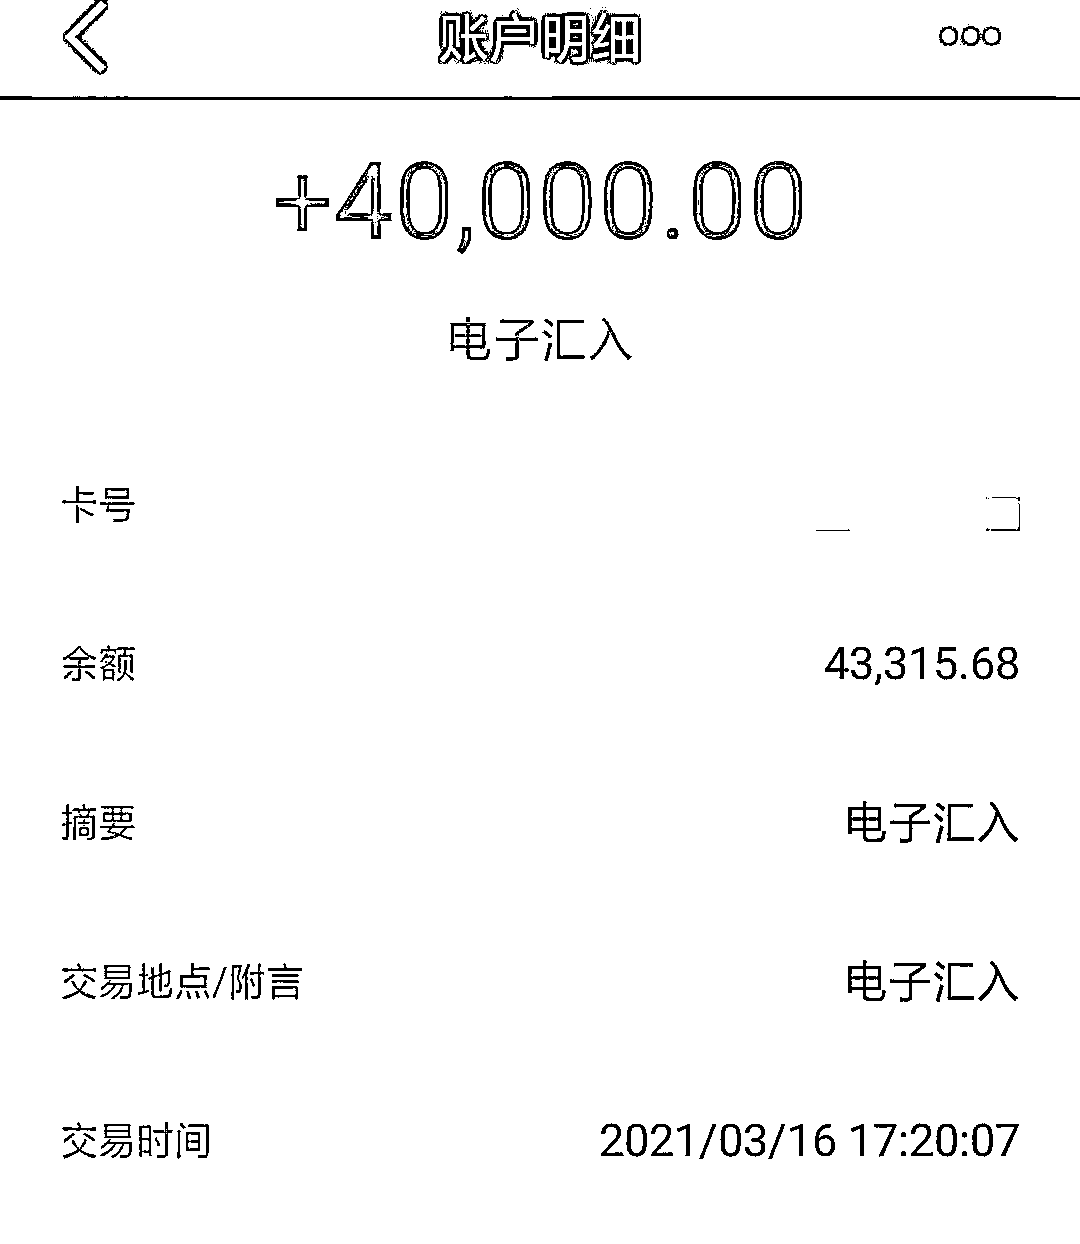 账户明细
+40,000.00
电子汇入
卡号
余额 43,315.68
摘要 电子汇入
交易地点/附言 电子汇入
交易时间 2021/03/16 17:20:07